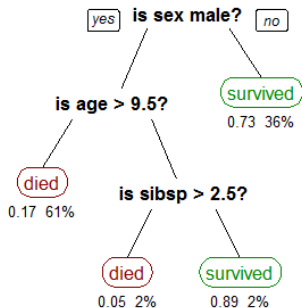 yes is sex male? no
is age > 9.5?
survived
0.73 36%
died
0.17 61%
is sibsp > 2.5?
died survived
0.05 2% 0.89 2%